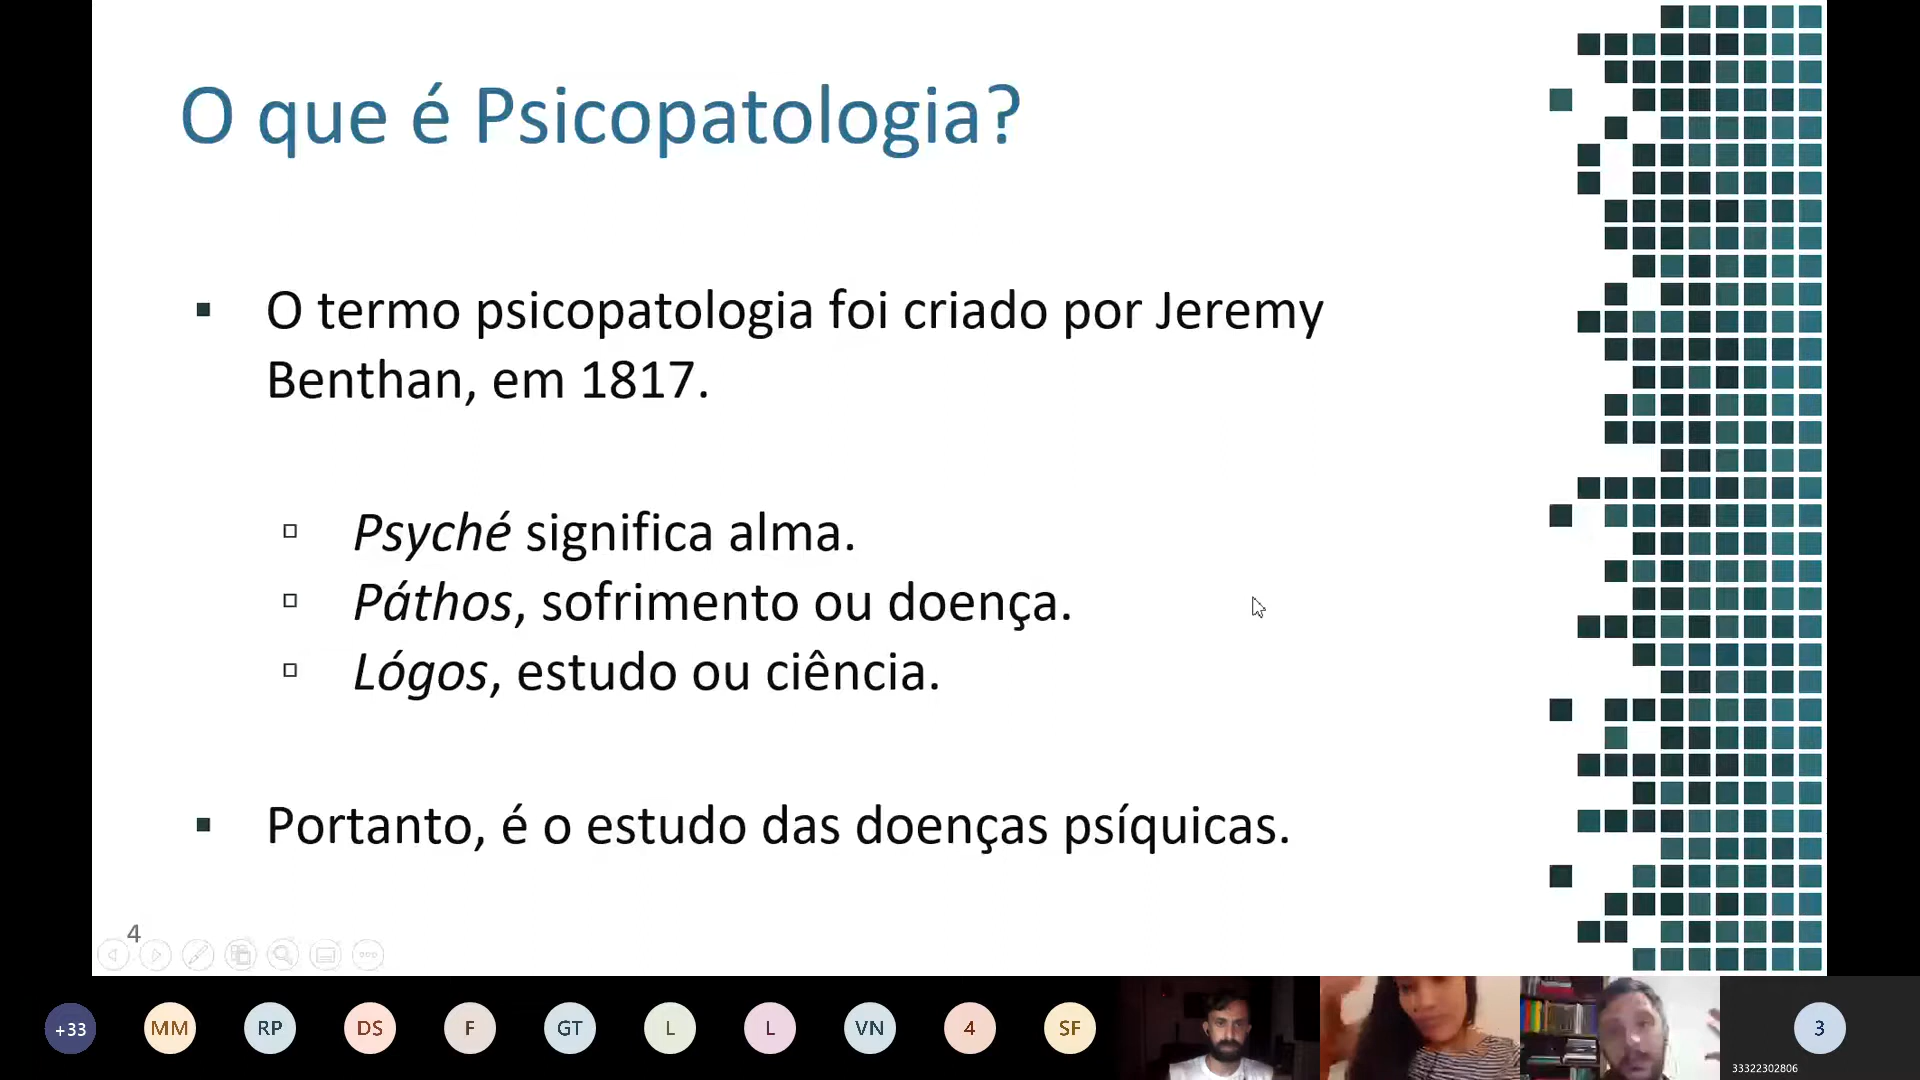 O que é Psicopatologia?
▪ O termo psicopatologia foi criado por Jeremy
Benthan, em 1817.
▫ Psyché significa alma.
▫ Páthos, sofrimento ou doença.
▫ Lógos, estudo ou ciência.
▪ Portanto, é o estudo das doenças psíquicas.
4
+33 MM RP DS F GT L L VN 4 SF 3
33322302806